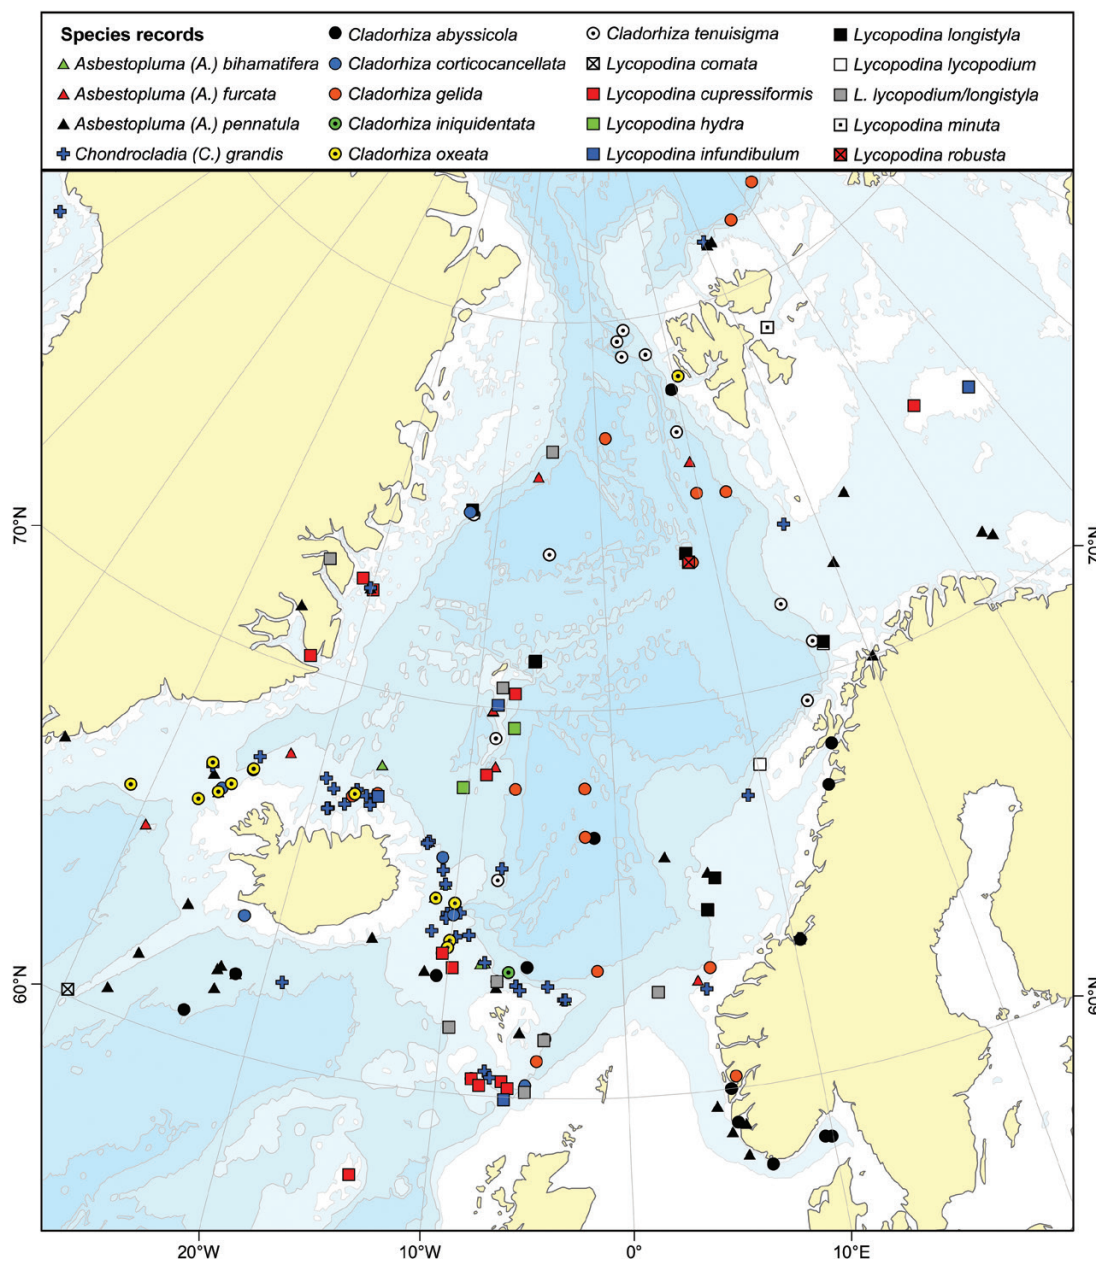 Species records
Asbestopluma (A.) bihamatifera
Asbestopluma (A.) furcata
Asbestopluma (A.) pennatula
Chondrocladia (C.) grandis
Cladorhiza abyssicola
Cladorhiza corticocancellata
Cladorhiza gelida
Cladorhiza iniquidentata
Cladorhiza oxeata
Cladorhiza tenuisigma
Lycopodina comata
Lycopodina cupressiformis
Lycopodina hydra
Lycopodina infundibulum
Lycopodina longistyla
Lycopodina lycopodium
L. lycopodium/longistyla
Lycopodina minuta
Lycopodina robusta
70°N
70°N
60°N
60°N
20°W
10°W
0°
10°E